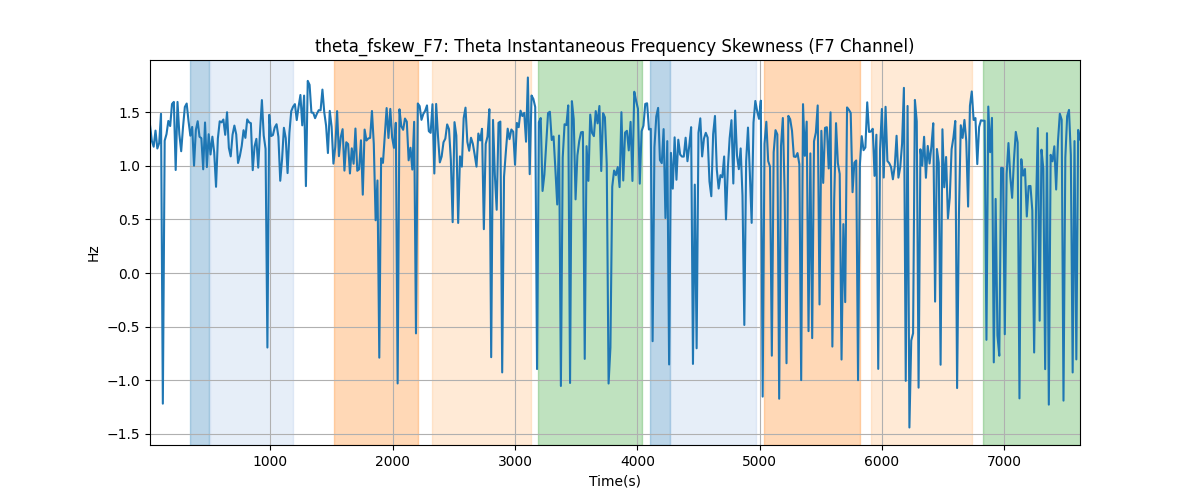 theta_fskew_F7: Theta Instantaneous Frequency Skewness (F7 Channel)
Hz
1.5
1.0
0.5
0.0
−0.5
−1.0
−1.5
1000 2000 3000 4000 5000 6000 7000
Time(s)